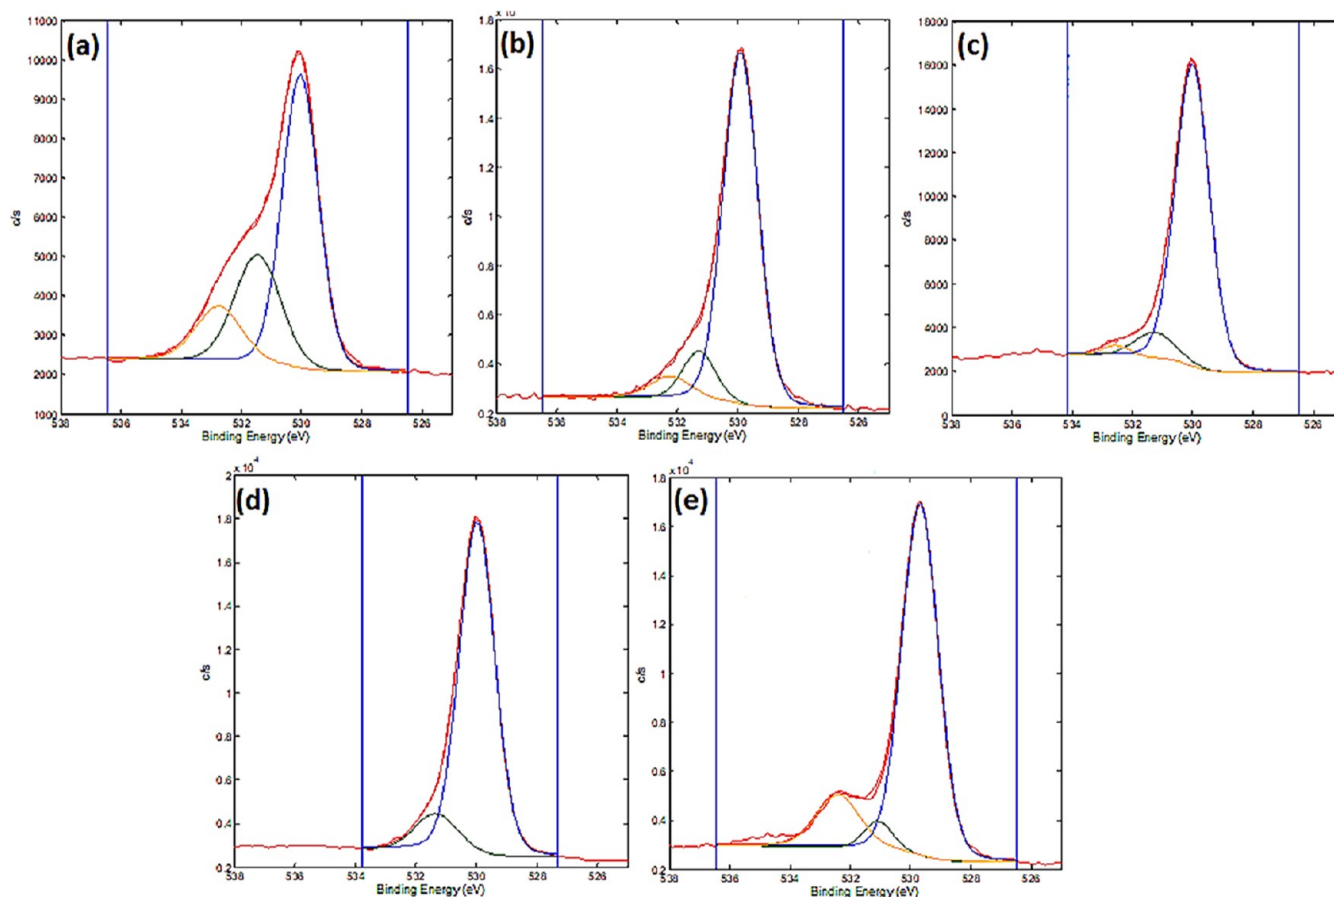 (a)
11000
10000
9000
8000
7000
6000
5000
4000
3000
2000
1000
c/s
538 536 534 532 530 528 526
Binding Energy (eV)
(b)
1.8 x 10
1.6
1.4
1.2
1
0.8
0.6
0.4
0.2
c/s
538 536 534 532 530 528 526
Binding Energy (eV)
(c)
18000
16000
14000
12000
10000
8000
6000
4000
2000
0
c/s
538 536 534 532 530 528 526
Binding Energy (eV)
(d)
x 10⁴
2
1.8
1.6
1.4
1.2
1
0.8
0.6
0.4
0.2
c/s
538 536 534 532 530 528 526
Binding Energy (eV)
(e)
x 10⁴
1.8
1.6
1.4
1.2
1
0.8
0.6
0.4
0.2
c/s
538 536 534 532 530 528 526
Binding Energy (eV)